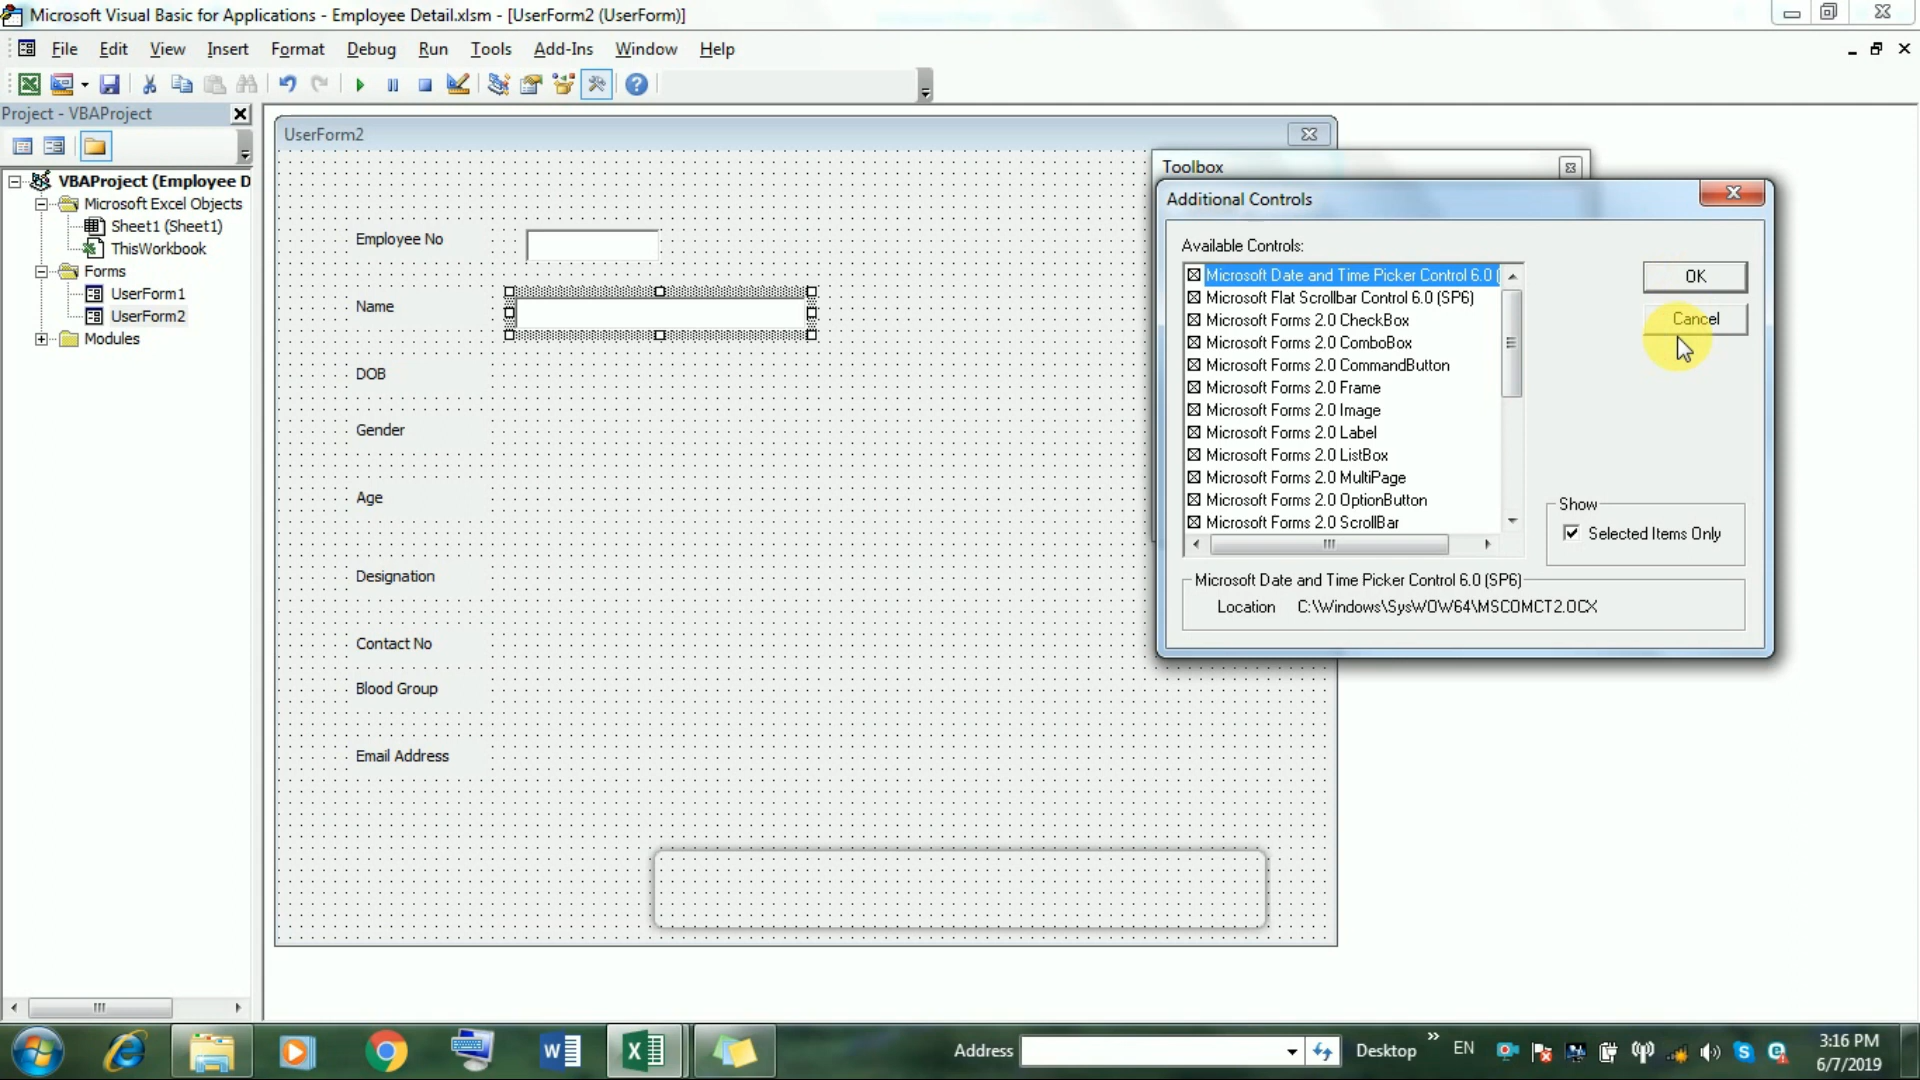 Microsoft Visual Basic for Applications - Employee Detail.xlsm - [UserForm2 (UserForm)]
File Edit View Insert Format Debug Run Tools Add-Ins Window Help
Project - VBAProject
VBAProject (Employee D
Microsoft Excel Objects
Sheet1 (Sheet1)
ThisWorkbook
Forms
UserForm1
UserForm2
Modules
UserForm2
Employee No
Name
DOB
Gender
Age
Designation
Contact No
Blood Group
Email Address
Toolbox
Additional Controls
Available Controls:
Microsoft Date and Time Picker Control 6.0 (
Microsoft Flat Scrollbar Control 6.0 (SP6)
Microsoft Forms 2.0 CheckBox
Microsoft Forms 2.0 ComboBox
Microsoft Forms 2.0 CommandButton
Microsoft Forms 2.0 Frame
Microsoft Forms 2.0 Image
Microsoft Forms 2.0 Label
Microsoft Forms 2.0 ListBox
Microsoft Forms 2.0 MultiPage
Microsoft Forms 2.0 OptionButton
Microsoft Forms 2.0 ScrollBar
OK
Cancel
Show
Selected Items Only
Microsoft Date and Time Picker Control 6.0 (SP6)
Location C:\Windows\SysWOW64\MSCOMCT2.OCX
Address
Desktop
EN
3:16 PM
6/7/2019